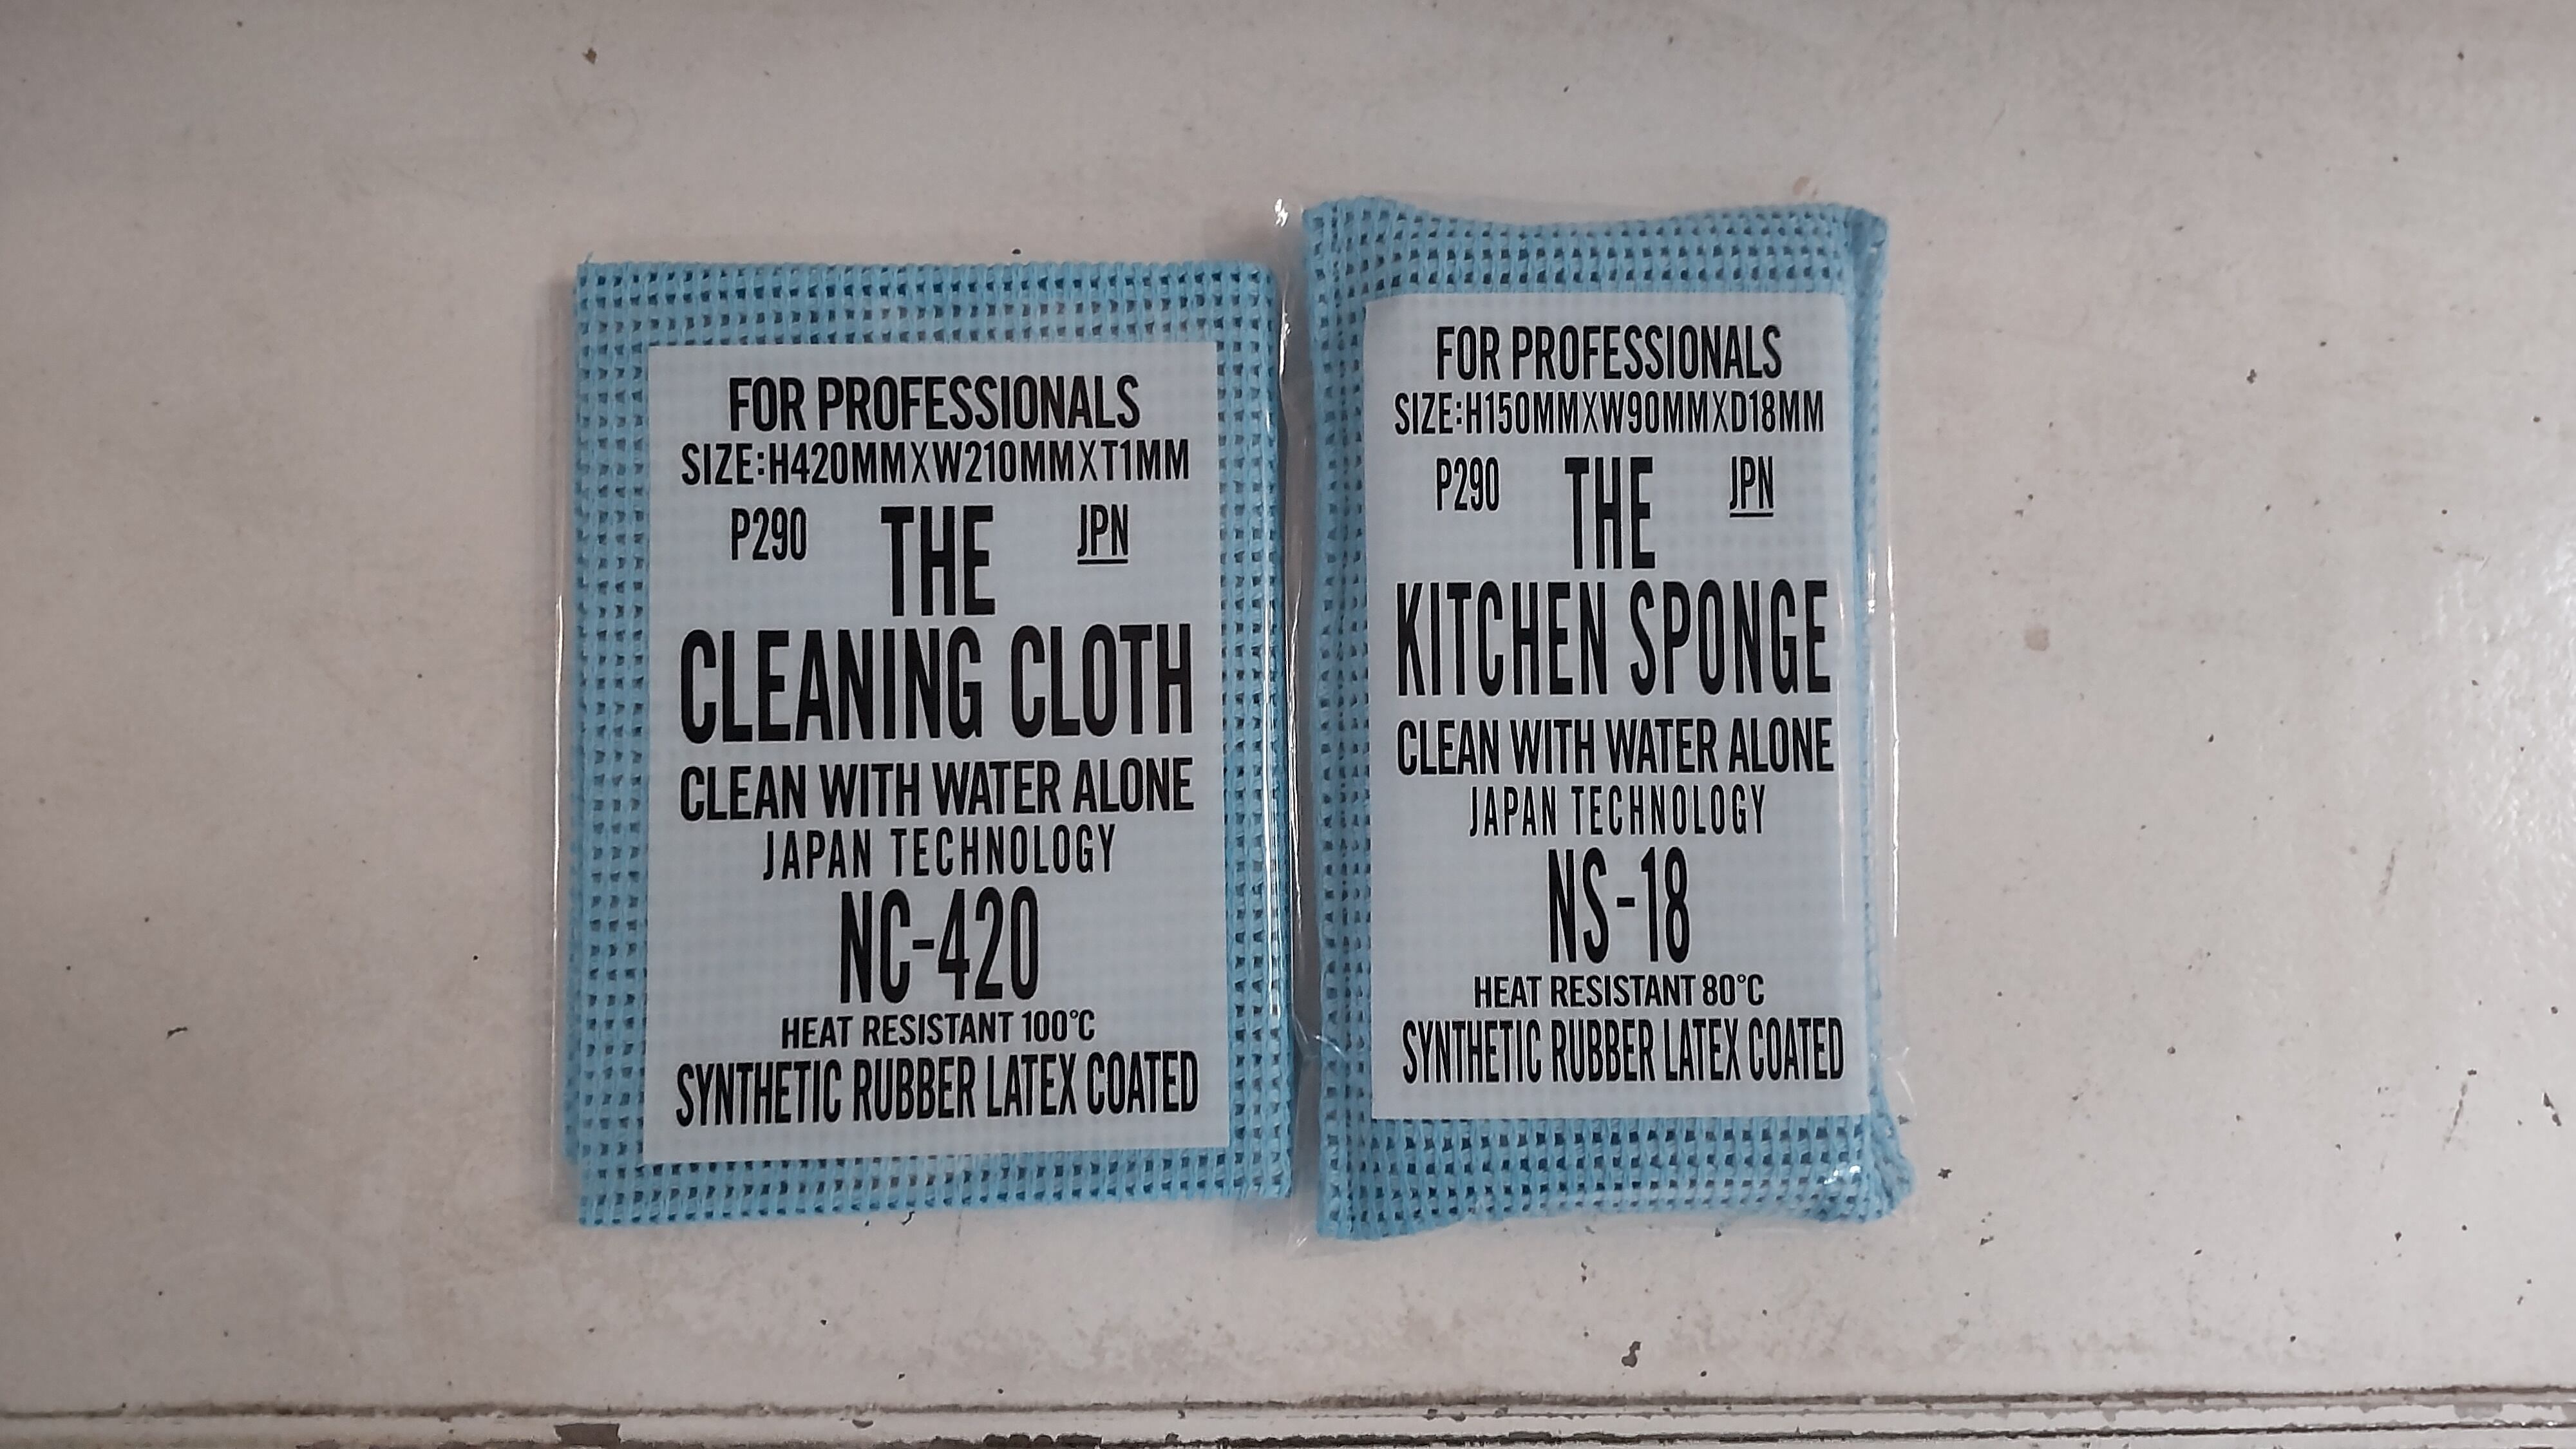 FOR PROFESSIONALS
SIZE:H420MMXW210MMXT1MM
P290 THE JPN
CLEANING CLOTH
CLEAN WITH WATER ALONE
JAPAN TECHNOLOGY
NC-420
HEAT RESISTANT 100°C
SYNTHETIC RUBBER LATEX COATED
FOR PROFESSIONALS
SIZE:H150MMXW90MMXD18MM
P290 THE JPN
KITCHEN SPONGE
CLEAN WITH WATER ALONE
JAPAN TECHNOLOGY
NS-18
HEAT RESISTANT 80°C
SYNTHETIC RUBBER LATEX COATED